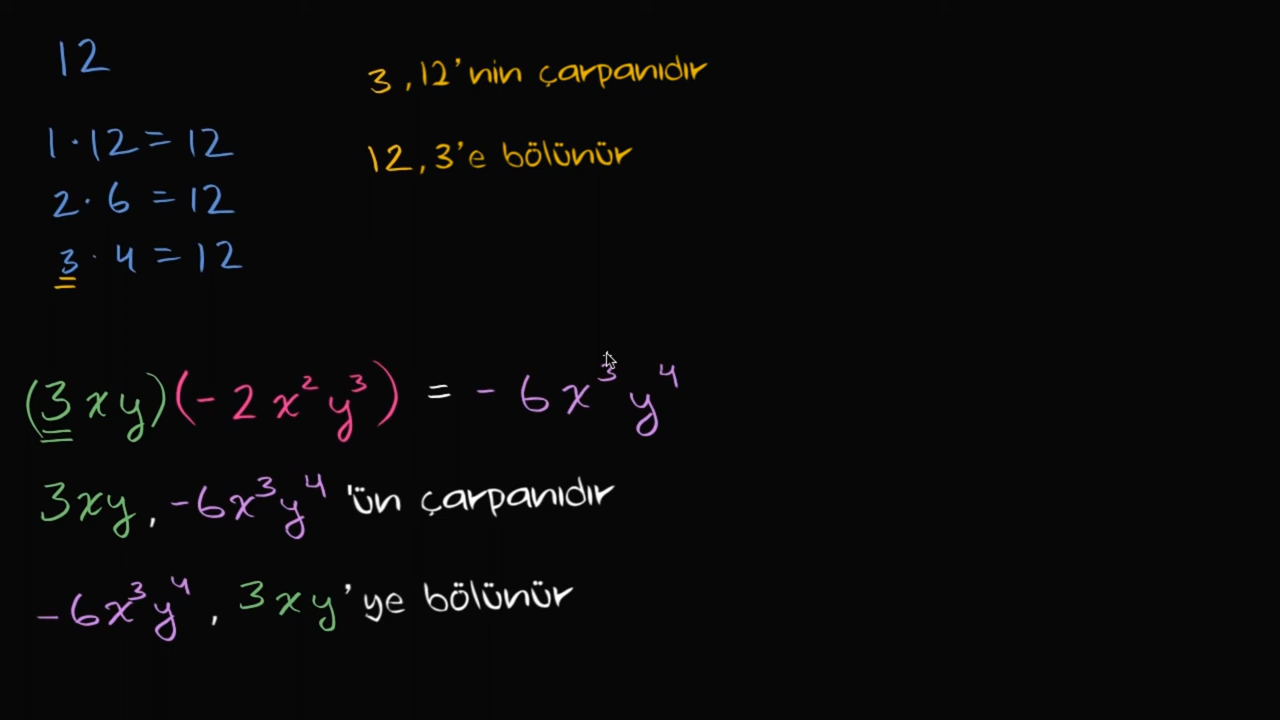 12
3, 12'nin çarpanıdır
1 · 12 = 12
12, 3'e bölünür
2 · 6 = 12
3 · 4 = 12
(3xy)(-2x²y³) = -6x³y⁴
3xy, -6x³y⁴ 'ün çarpanıdır
-6x³y⁴, 3xy'ye bölünür